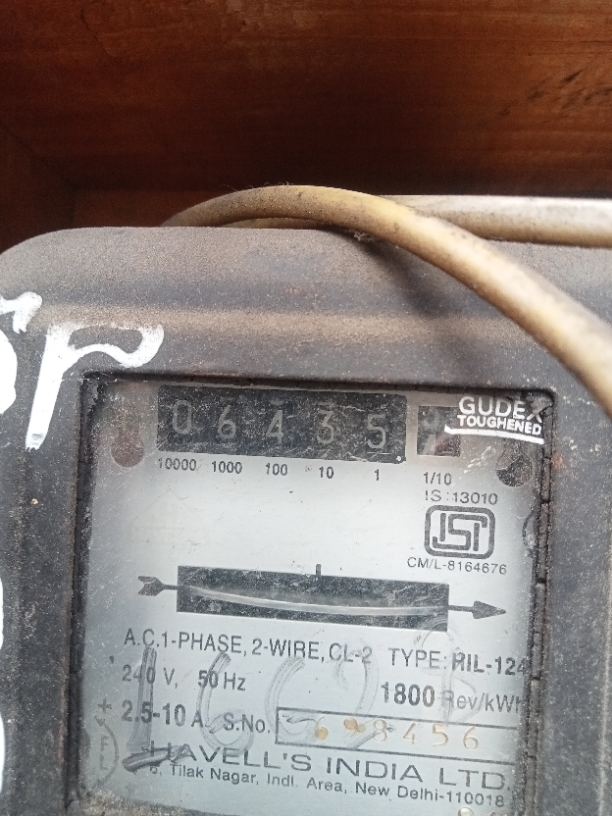 GUDEX
TOUGHENED
06435
10000 1000 100 10 1 1/10
IS:13010
ISI
CM/L-8164676
A.C.1-PHASE, 2-WIRE, CL-2 TYPE: HIL-124
240 V, 50 Hz
1800 Rev/kWh
2.5-10 A. S.No. 8456
HAVELL'S INDIA LTD.
6, Tilak Nagar, Indl. Area, New Delhi-110018